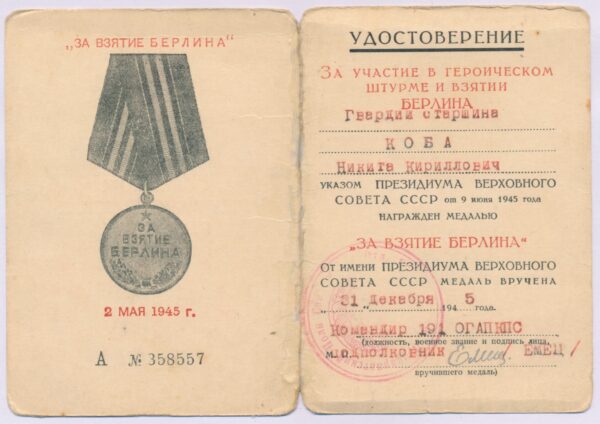 „ЗА ВЗЯТИЕ БЕРЛИНА“
ЗА
ВЗЯТИЕ
БЕРЛИНА
2 МАЯ 1945 г.
А № 358557
УДОСТОВЕРЕНИЕ
ЗА УЧАСТИЕ В ГЕРОИЧЕСКОМ
ШТУРМЕ И ВЗЯТИИ
БЕРЛИНА
Гвардии старшина
КОБА
Никита Кириллович
УКАЗОМ ПРЕЗИДИУМА ВЕРХОВНОГО
СОВЕТА СССР от 9 июня 1945 года
НАГРАЖДЕН МЕДАЛЬЮ
„ЗА ВЗЯТИЕ БЕРЛИНА“
От имени ПРЕЗИДИУМА ВЕРХОВНОГО
СОВЕТА СССР МЕДАЛЬ ВРУЧЕНА
31 декабря 1945 года.
Командир 191 ОГАПКПС
(должность, военное звание и подпись лица,
М.П. подполковник Емец. ЕМЕЦ/
вручившего медаль)